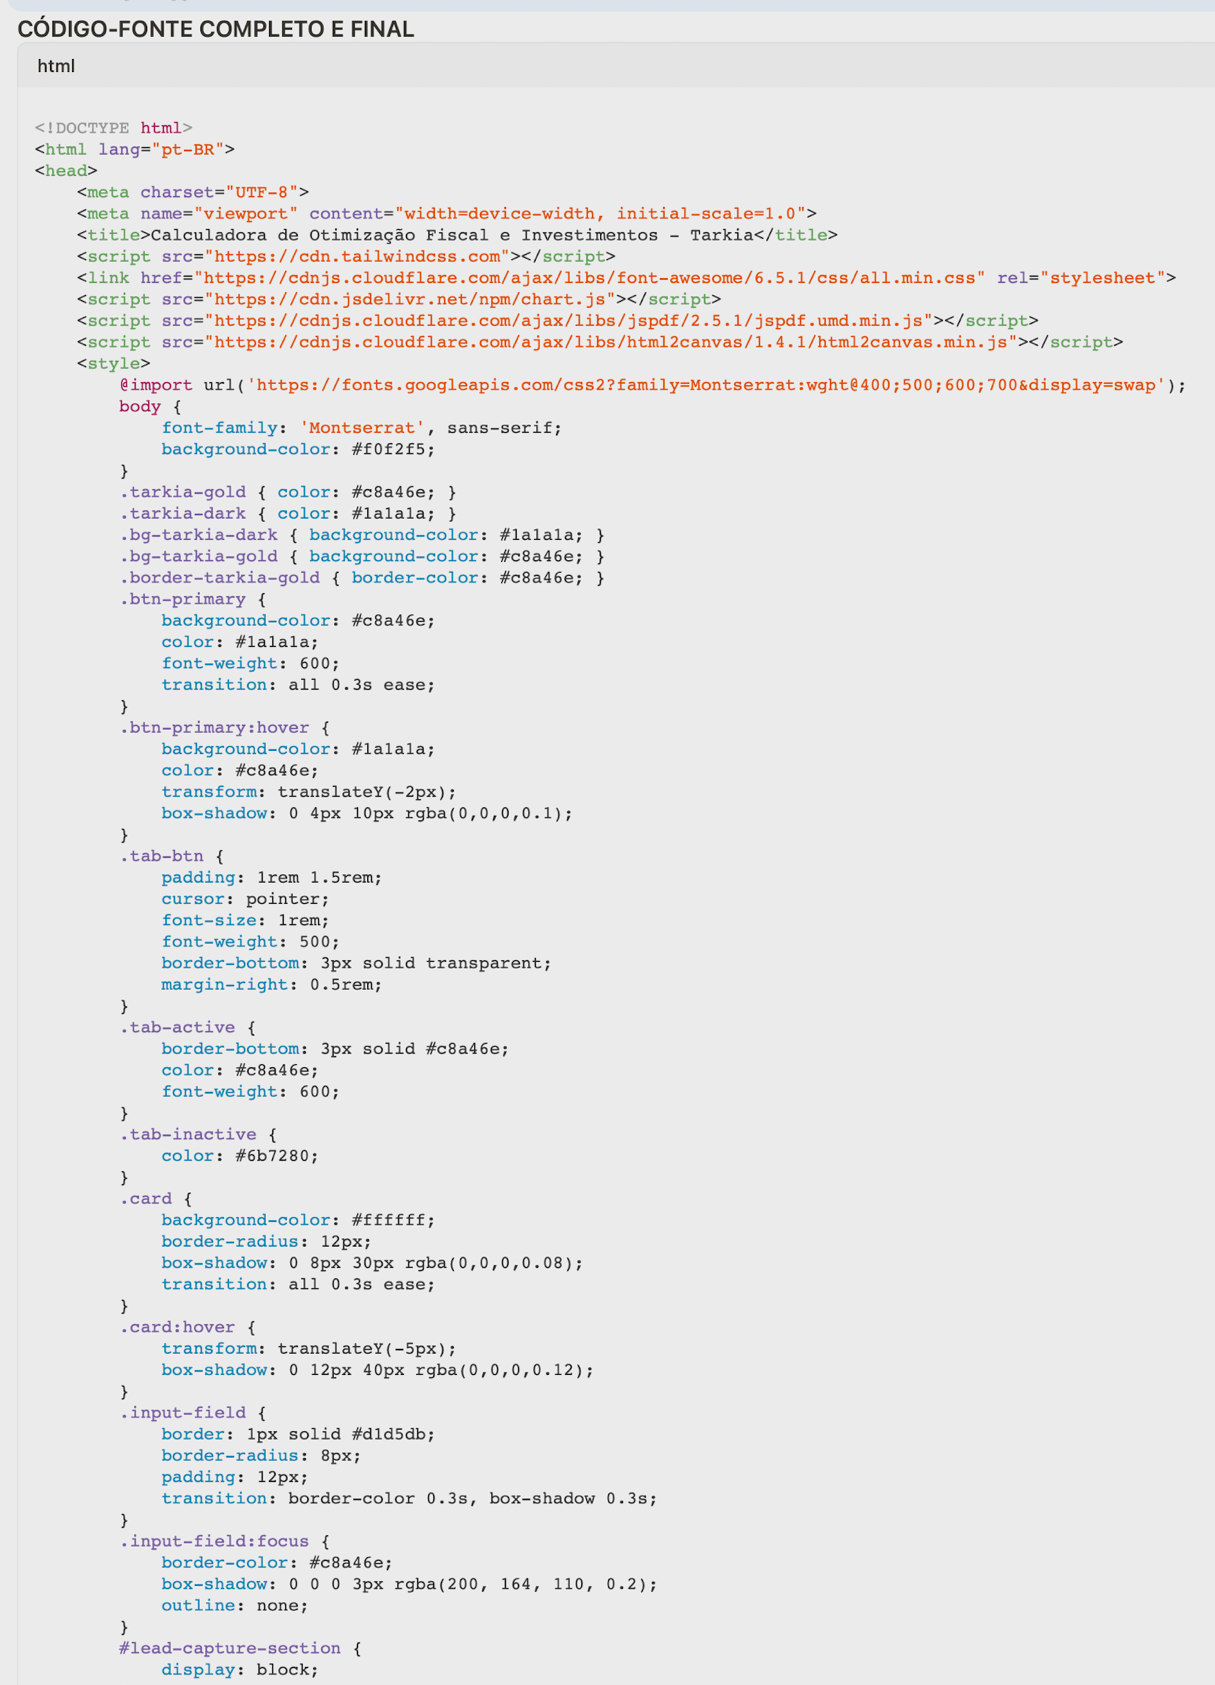 CÓDIGO-FONTE COMPLETO E FINAL
html
<!DOCTYPE html>
<html lang="pt-BR">
<head>
    <meta charset="UTF-8">
    <meta name="viewport" content="width=device-width, initial-scale=1.0">
    <title>Calculadora de Otimização Fiscal e Investimentos - Tarkia</title>
    <script src="https://cdn.tailwindcss.com"></script>
    <link href="https://cdnjs.cloudflare.com/ajax/libs/font-awesome/6.5.1/css/all.min.css" rel="stylesheet">
    <script src="https://cdn.jsdelivr.net/npm/chart.js"></script>
    <script src="https://cdnjs.cloudflare.com/ajax/libs/jspdf/2.5.1/jspdf.umd.min.js"></script>
    <script src="https://cdnjs.cloudflare.com/ajax/libs/html2canvas/1.4.1/html2canvas.min.js"></script>
    <style>
        @import url('https://fonts.googleapis.com/css2?family=Montserrat:wght@400;500;600;700&display=swap');
        body {
            font-family: 'Montserrat', sans-serif;
            background-color: #f0f2f5;
        }
        .tarkia-gold { color: #c8a46e; }
        .tarkia-dark { color: #1a1a1a; }
        .bg-tarkia-dark { background-color: #1a1a1a; }
        .bg-tarkia-gold { background-color: #c8a46e; }
        .border-tarkia-gold { border-color: #c8a46e; }
        .btn-primary {
            background-color: #c8a46e;
            color: #1a1a1a;
            font-weight: 600;
            transition: all 0.3s ease;
        }
        .btn-primary:hover {
            background-color: #1a1a1a;
            color: #c8a46e;
            transform: translateY(-2px);
            box-shadow: 0 4px 10px rgba(0,0,0,0.1);
        }
        .tab-btn {
            padding: 1rem 1.5rem;
            cursor: pointer;
            font-size: 1rem;
            font-weight: 500;
            border-bottom: 3px solid transparent;
            margin-right: 0.5rem;
        }
        .tab-active {
            border-bottom: 3px solid #c8a46e;
            color: #c8a46e;
            font-weight: 600;
        }
        .tab-inactive {
            color: #6b7280;
        }
        .card {
            background-color: #ffffff;
            border-radius: 12px;
            box-shadow: 0 8px 30px rgba(0,0,0,0.08);
            transition: all 0.3s ease;
        }
        .card:hover {
            transform: translateY(-5px);
            box-shadow: 0 12px 40px rgba(0,0,0,0.12);
        }
        .input-field {
            border: 1px solid #d1d5db;
            border-radius: 8px;
            padding: 12px;
            transition: border-color 0.3s, box-shadow 0.3s;
        }
        .input-field:focus {
            border-color: #c8a46e;
            box-shadow: 0 0 0 3px rgba(200, 164, 110, 0.2);
            outline: none;
        }
        #lead-capture-section {
            display: block;